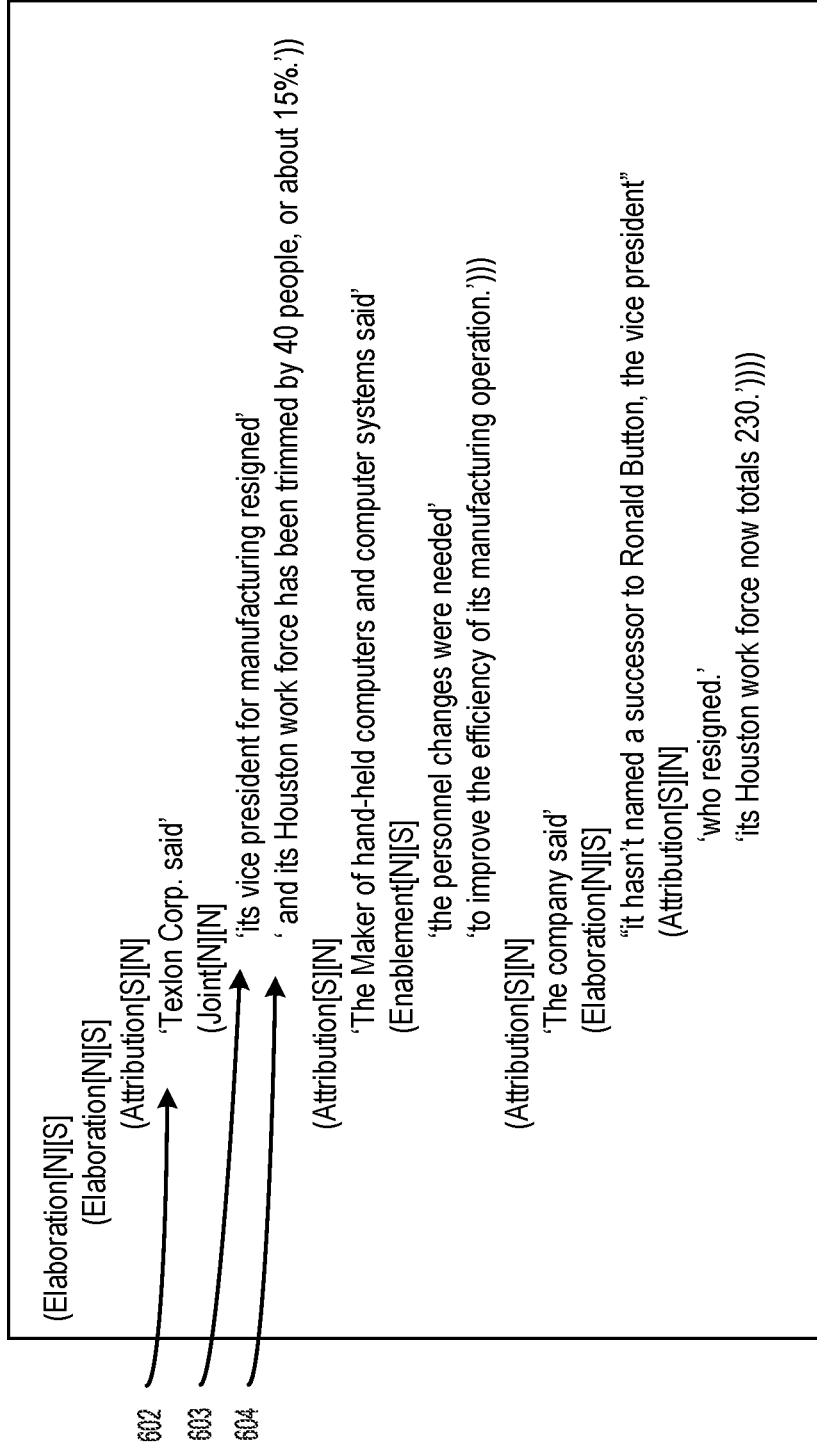 (Elaboration[N][S]
(Elaboration[N][S]
(Attribution[S][N]
602
‘Texlon Corp. said’
(Joint[N][N]
603
‘its vice president for manufacturing resigned’
604
‘ and its Houston work force has been trimmed by 40 people, or about 15%.’))
(Attribution[S][N]
‘The Maker of hand-held computers and computer systems said’
(Enablement[N][S]
‘the personnel changes were needed’
‘to improve the efficiency of its manufacturing operation.’)))
(Attribution[S][N]
‘The company said’
(Elaboration[N][S]
“it hasn’t named a successor to Ronald Button, the vice president”
(Attribution[S][N]
‘who resigned.’
‘its Houston work force now totals 230.’))))